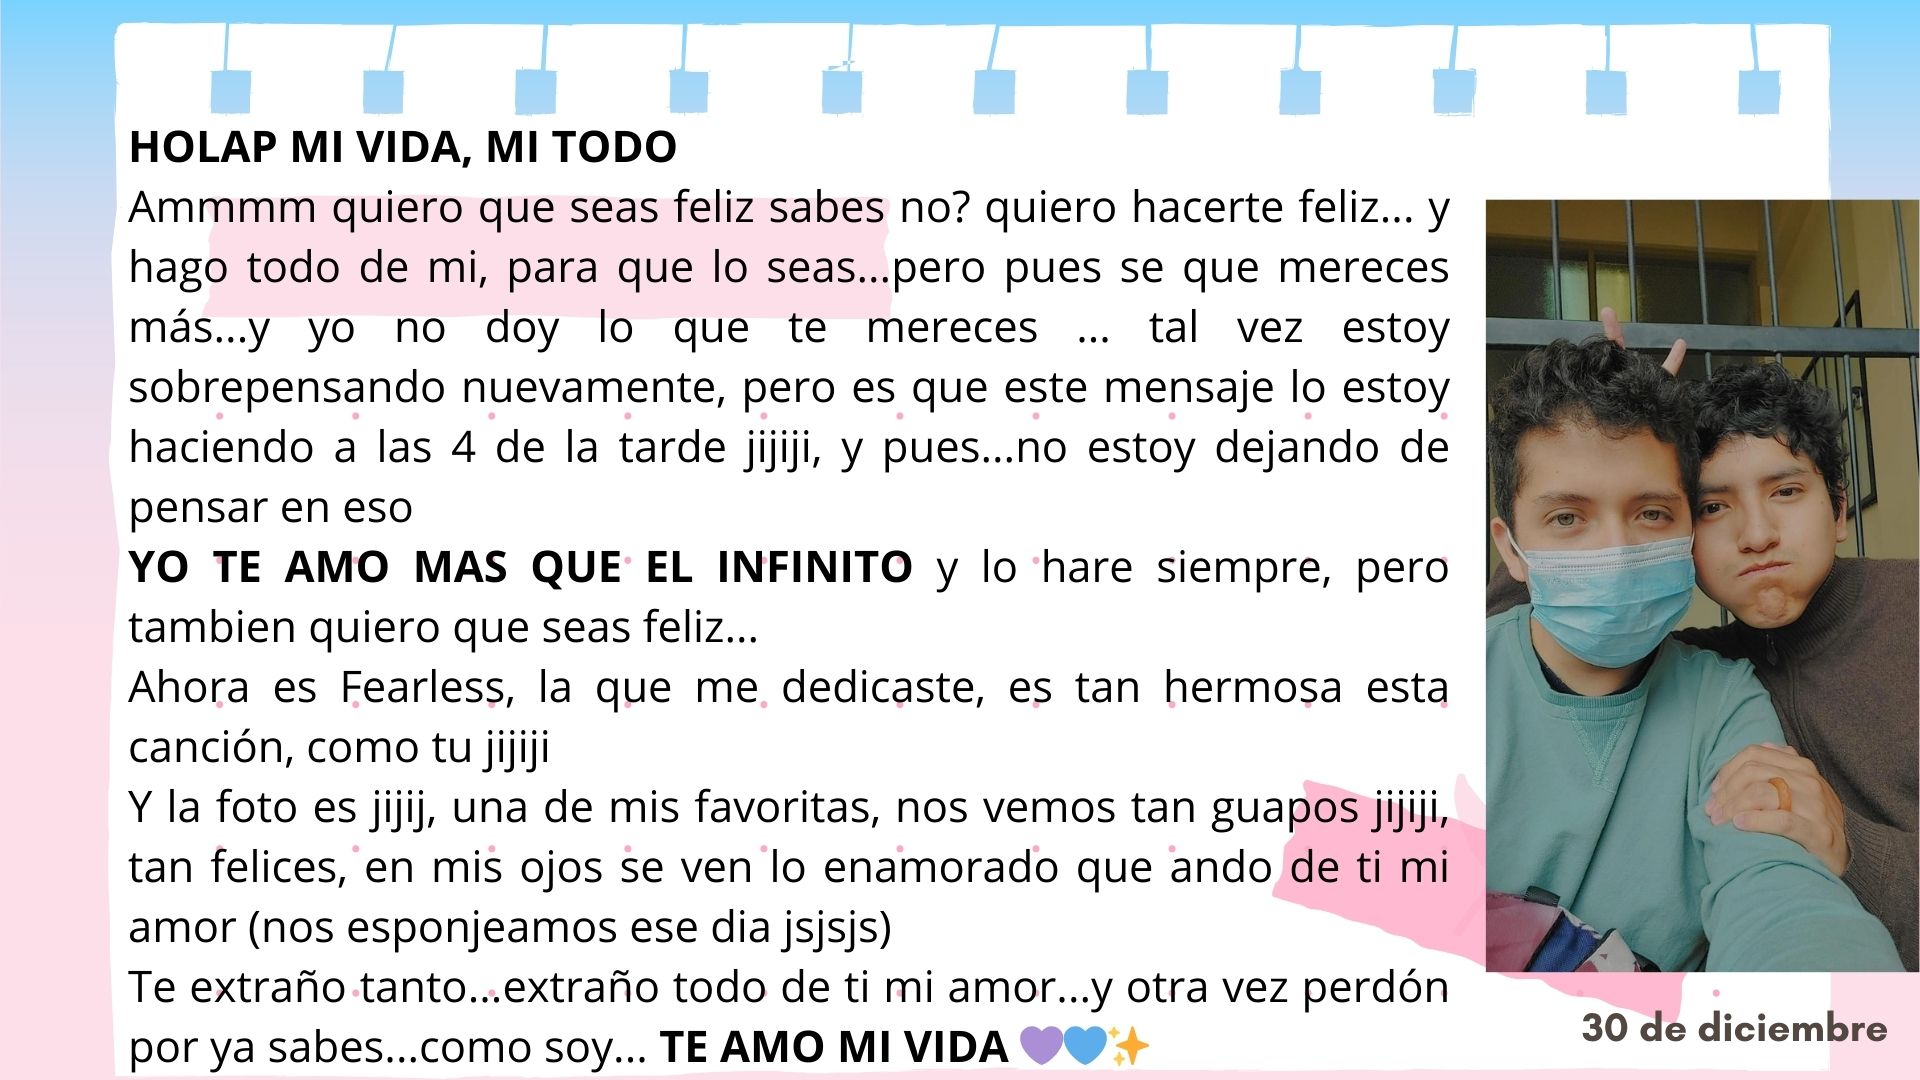 HOLAP MI VIDA, MI TODO
Ammmm quiero que seas feliz sabes no? quiero hacerte feliz... y
hago todo de mi, para que lo seas...pero pues se que mereces
más...y yo no doy lo que te mereces ... tal vez estoy
sobrepensando nuevamente, pero es que este mensaje lo estoy
haciendo a las 4 de la tarde jijiji, y pues...no estoy dejando de
pensar en eso
YO TE AMO MAS QUE EL INFINITO y lo hare siempre, pero
tambien quiero que seas feliz...
Ahora es Fearless, la que me dedicaste, es tan hermosa esta
canción, como tu jijiji
Y la foto es jijij, una de mis favoritas, nos vemos tan guapos jijiji,
tan felices, en mis ojos se ven lo enamorado que ando de ti mi
amor (nos esponjeamos ese dia jsjsjs)
Te extraño tanto...extraño todo de ti mi amor...y otra vez perdón
por ya sabes...como soy... TE AMO MI VIDA 💜💙✨
30 de diciembre